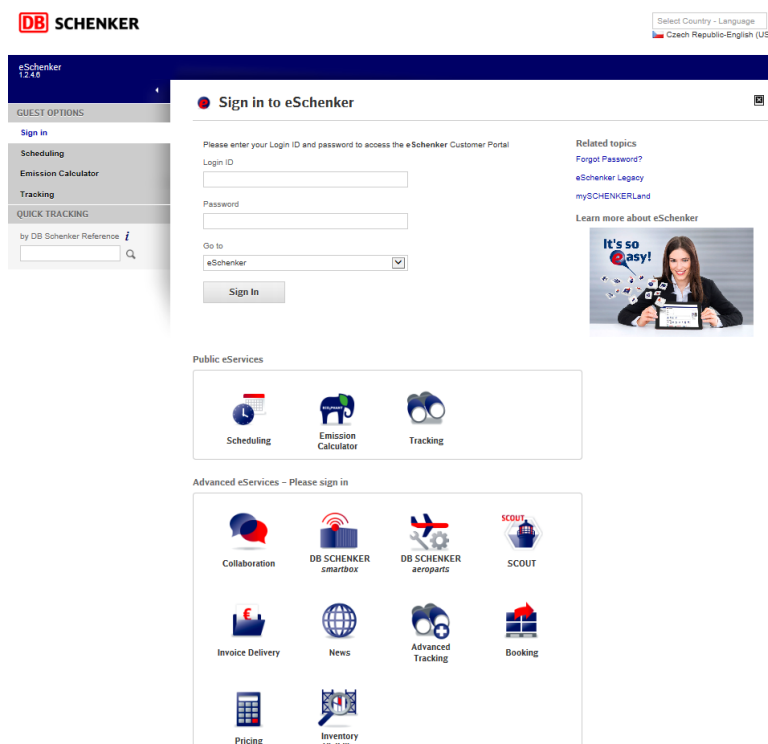 DB SCHENKER
Select Country - Language
Czech Republic-English (US
eSchenker
1.2.4.6
GUEST OPTIONS
Sign in
Scheduling
Emission Calculator
Tracking
QUICK TRACKING
by DB Schenker Reference i
Sign in to eSchenker
Please enter your Login ID and password to access the eSchenker Customer Portal
Login ID
Password
Go to
eSchenker
Sign In
Related topics
Forgot Password?
eSchenker Legacy
mySCHENKERLand
Learn more about eSchenker
It's so
easy!
Public eServices
Scheduling
Emission
Calculator
Tracking
Advanced eServices – Please sign in
Collaboration
DB SCHENKER
smartbox
DB SCHENKER
aeroparts
SCOUT
SCOUT
Invoice Delivery
News
Advanced
Tracking
Booking
Pricing
Inventory